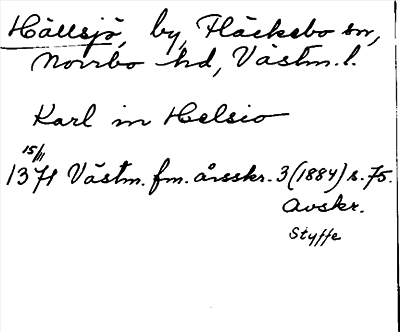 Hällsjö, by, Fläckebo sn,
Norrbo hd, Västm. l.
Karl in Helsio
15/11
1371 Västm. fm. årsskr. 3 (1884) s. 75.
Avskr.
Styffe